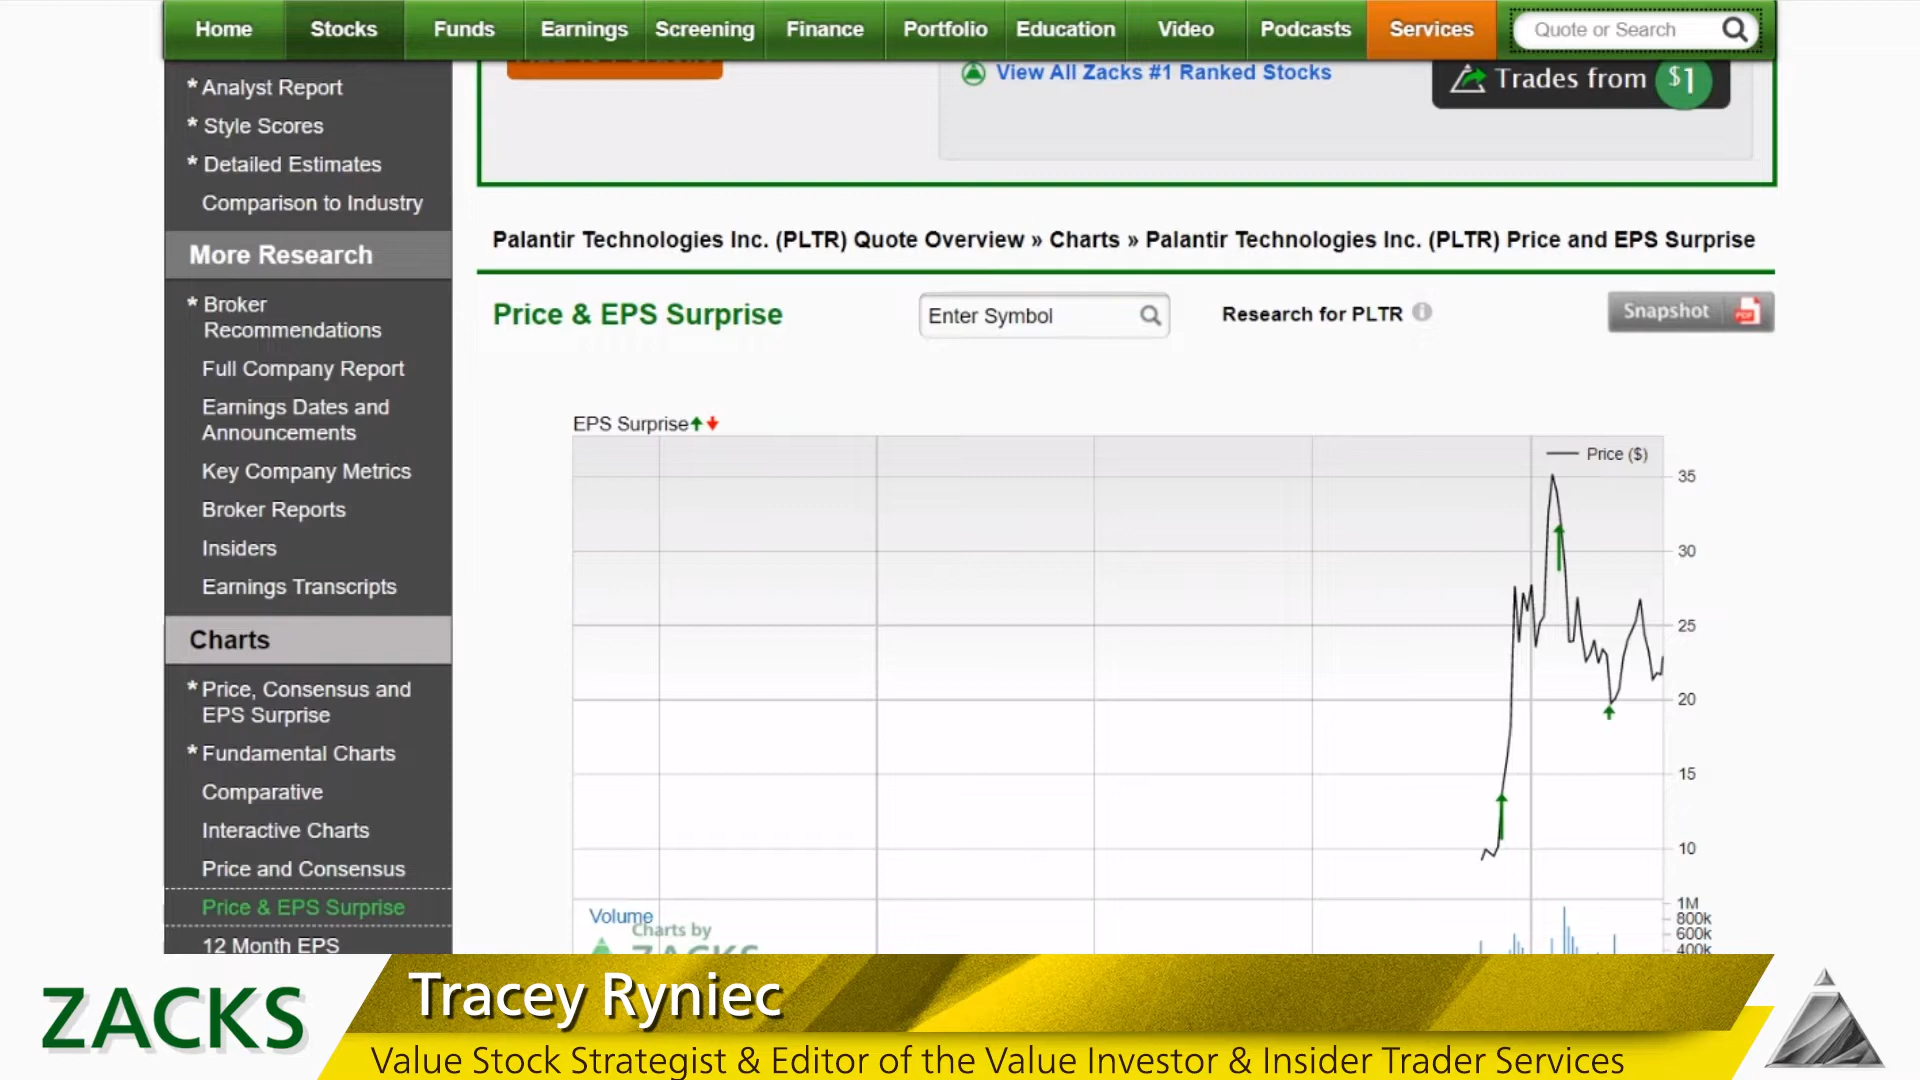 Home Stocks Funds Earnings Screening Finance Portfolio Education Video Podcasts Services Quote or Search
* Analyst Report
* Style Scores
* Detailed Estimates
Comparison to Industry
More Research
* Broker
Recommendations
Full Company Report
Earnings Dates and
Announcements
Key Company Metrics
Broker Reports
Insiders
Earnings Transcripts
Charts
* Price, Consensus and
EPS Surprise
* Fundamental Charts
Comparative
Interactive Charts
Price and Consensus
Price & EPS Surprise
12 Month EPS
View All Zacks #1 Ranked Stocks
Trades from $1
Palantir Technologies Inc. (PLTR) Quote Overview » Charts » Palantir Technologies Inc. (PLTR) Price and EPS Surprise
Price & EPS Surprise
Enter Symbol
Research for PLTR
Snapshot
PDF
EPS Surprise
Price ($)
35
30
25
20
15
10
1M
800k
600k
400k
Volume
Charts by
ZACKS
ZACKS
Tracey Ryniec
Value Stock Strategist & Editor of the Value Investor & Insider Trader Services